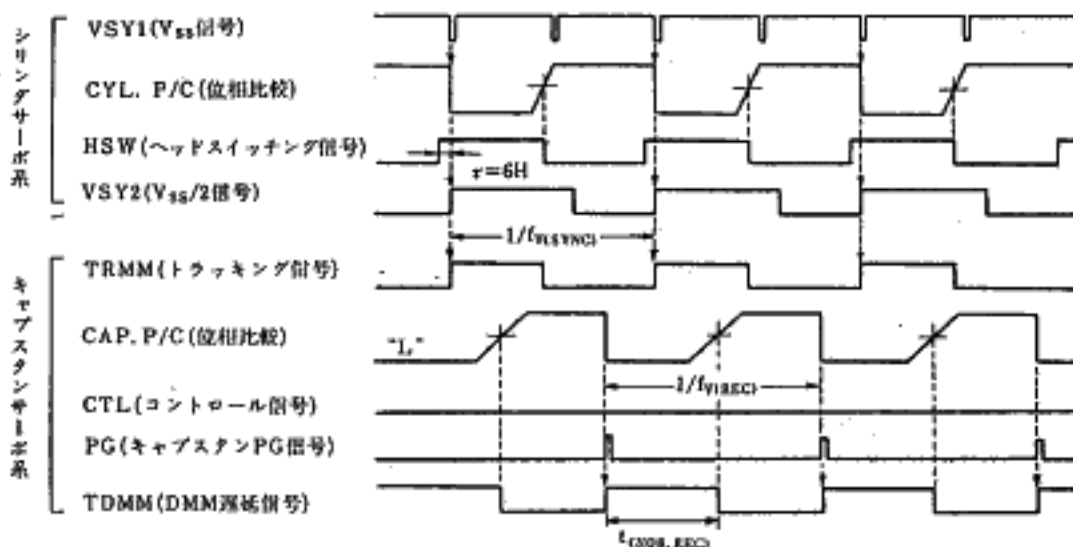 シリンダサーボ系
VSY1(VSS信号)
CYL. P/C(位相比較)
HSW(ヘッドスイッチング信号)
τ=6H
VSY2(VSS/2信号)
1/fV(SYNC)
キャプスタンサーボ系
TRMM(トラッキング信号)
CAP. P/C(位相比較)
1/fV(REC)
CTL(コントロール信号)
PG(キャプスタンPG信号)
TDMM(DMM遅延信号)